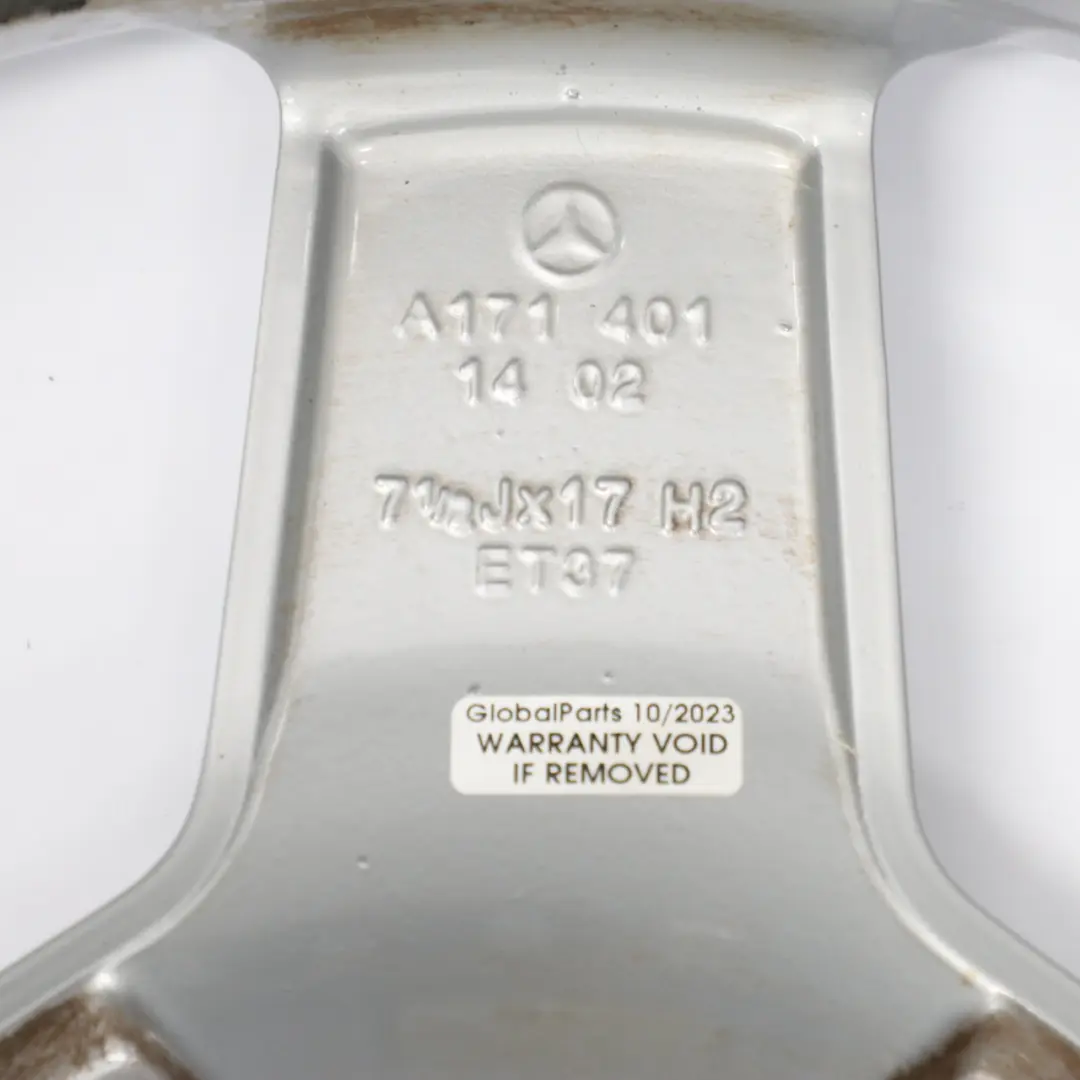 A171 401
14 02
7½Jx17 H2
ET37
GlobalParts 10/2023
WARRANTY VOID
IF REMOVED